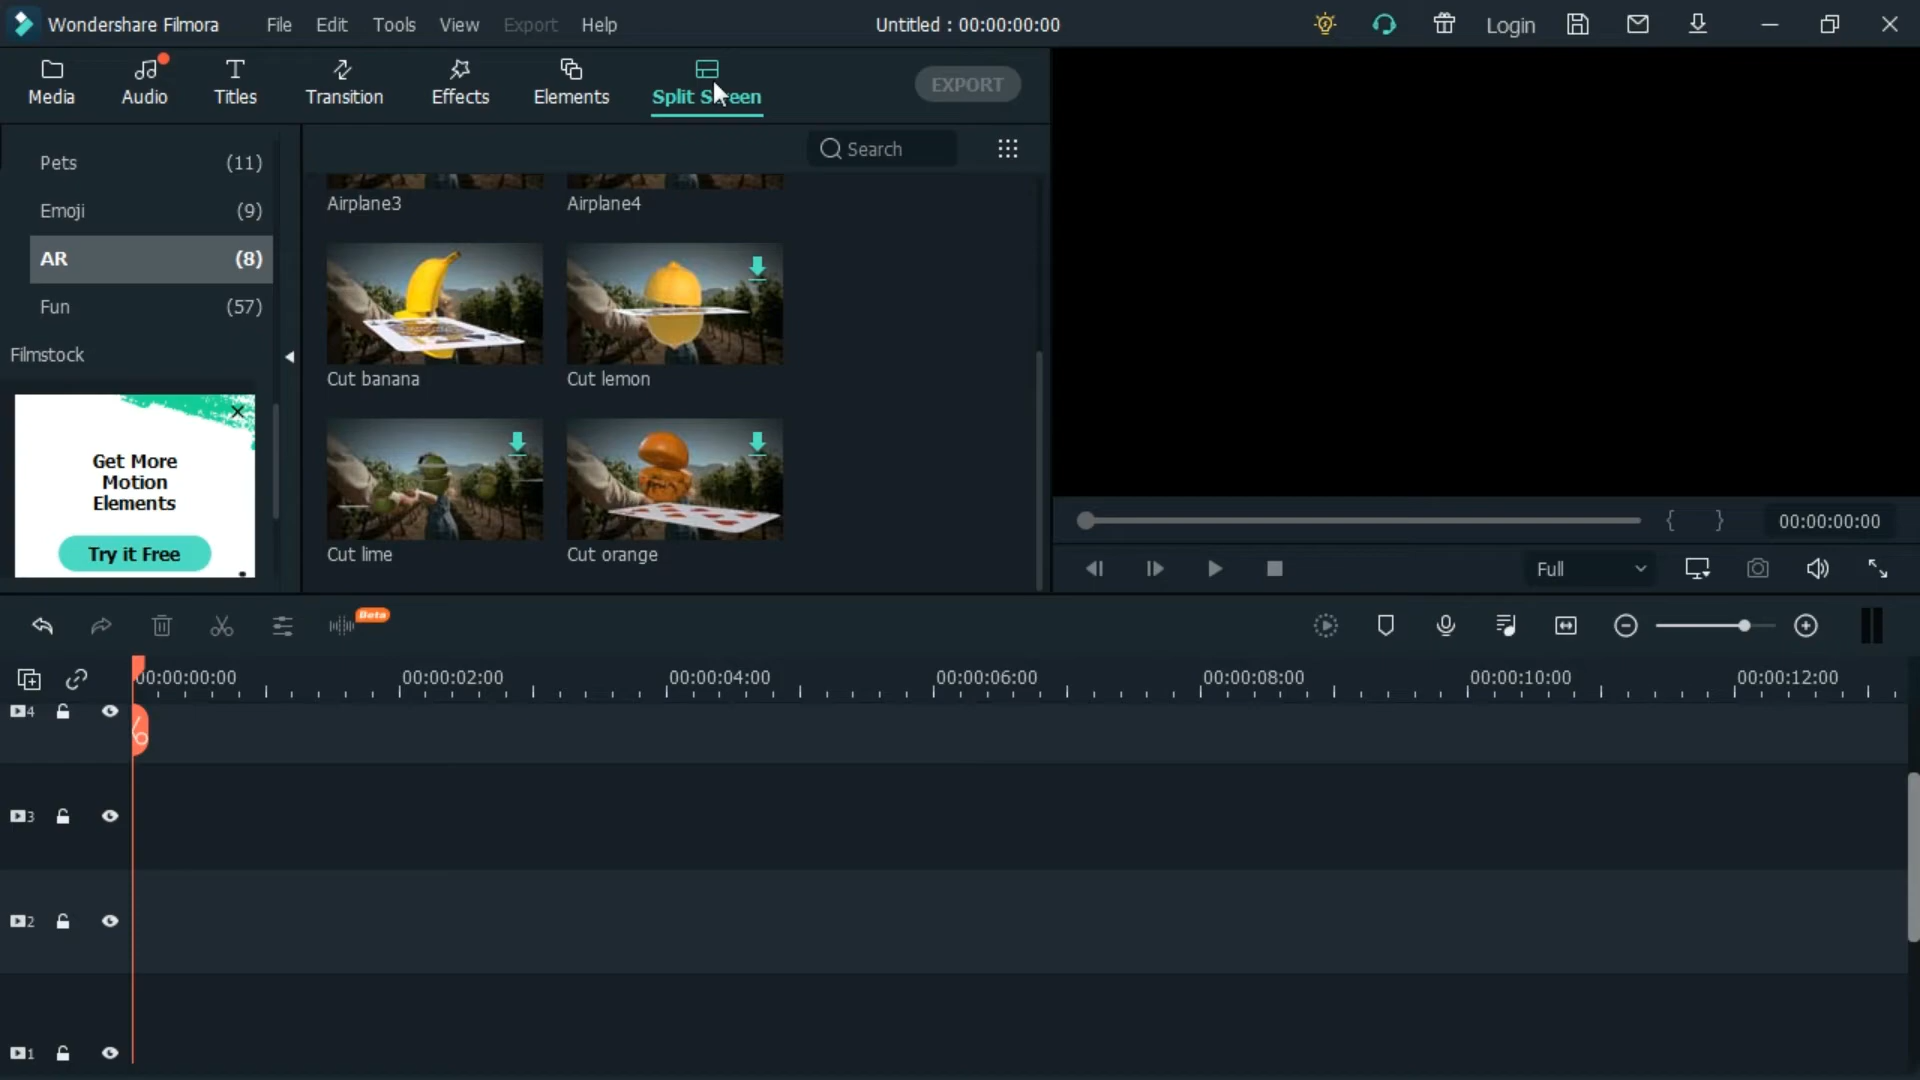 Wondershare Filmora
File
Edit
Tools
View
Export
Help
Untitled : 00:00:00:00
Login
Media
Audio
Titles
Transition
Effects
Elements
Split Screen
EXPORT
Pets (11)
Emoji (9)
AR (8)
Fun (57)
Filmstock
Get More
Motion
Elements
Try it Free
Search
Airplane3
Airplane4
Cut banana
Cut lemon
Cut lime
Cut orange
{ }
00:00:00:00
Full
Beta
00:00:00:00
00:00:02:00
00:00:04:00
00:00:06:00
00:00:08:00
00:00:10:00
00:00:12:00
4
3
2
1